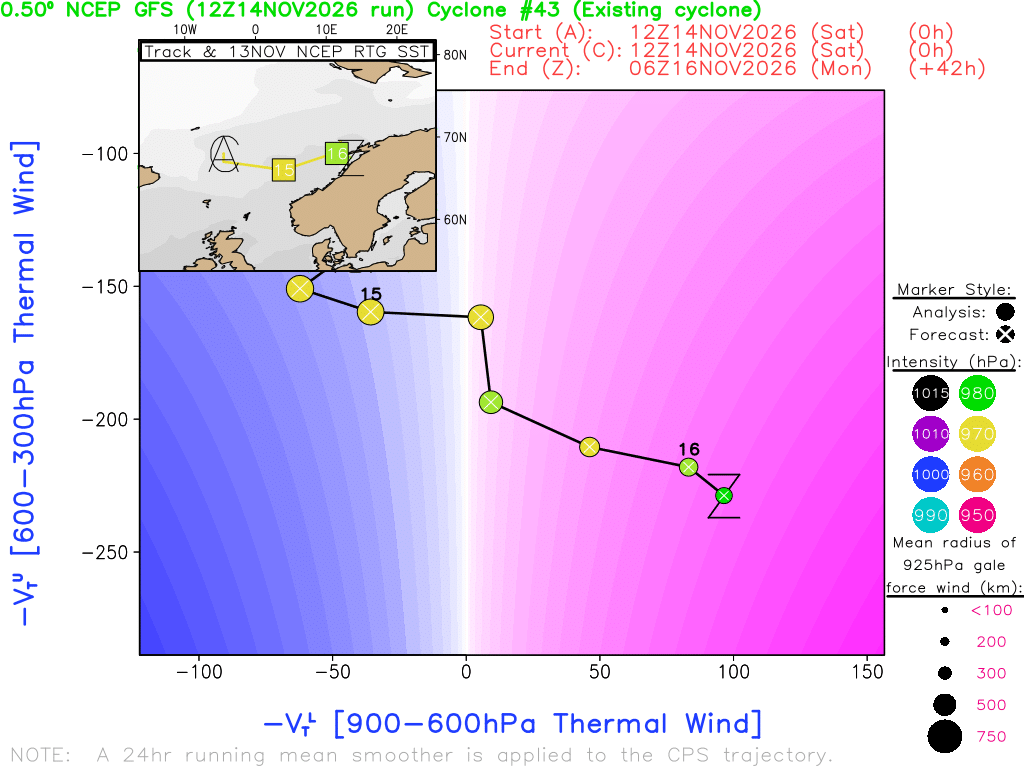 0.50° NCEP GFS (12Z14NOV2026 run) Cyclone #43 (Existing cyclone)
Start (A): 12Z14NOV2026 (Sat) (0h)
Current (C): 12Z14NOV2026 (Sat) (0h)
End (Z): 06Z16NOV2026 (Mon) (+42h)
10W 0 10E 20E
Track & 13NOV NCEP RTG SST
80N
70N
60N
A
C
15
16
Z
−100
−150
−200
−250
15
16
Z
−100 −50 0 50 100 150
−V_T^U [600−300hPa Thermal Wind]
−V_T^L [900−600hPa Thermal Wind]
Marker Style:
Analysis:
Forecast:
Intensity (hPa):
1015 980
1010 970
1000 960
990 950
Mean radius of
925hPa gale
force wind (km):
<100
200
300
500
750
NOTE: A 24hr running mean smoother is applied to the CPS trajectory.